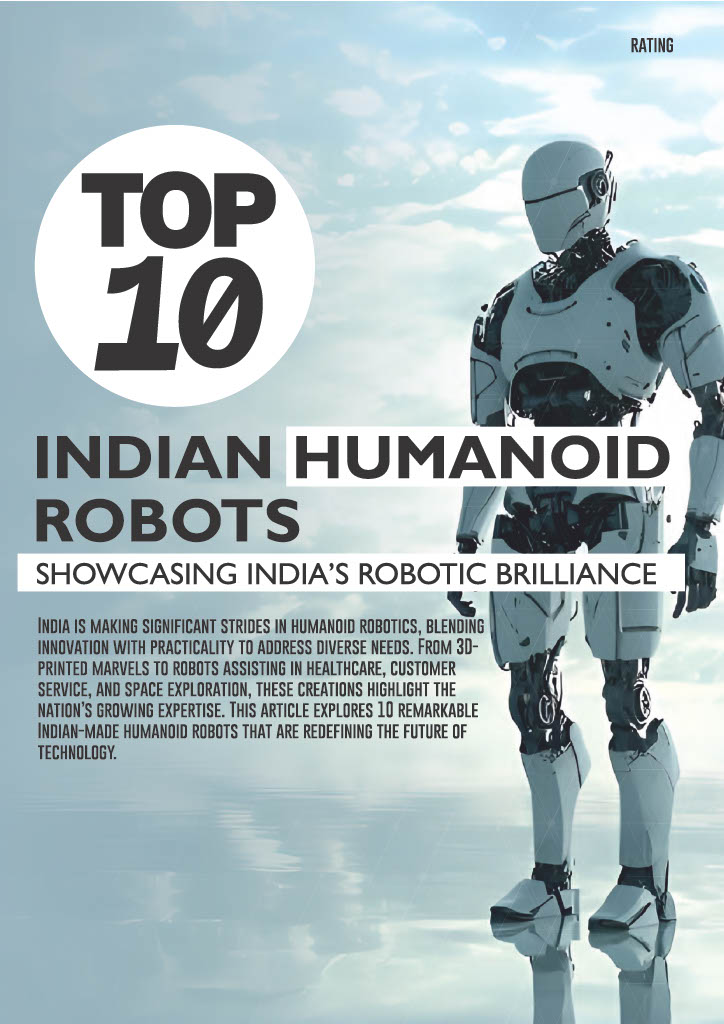 RATING
TOP
10
INDIAN HUMANOID
ROBOTS
SHOWCASING INDIA'S ROBOTIC BRILLIANCE
INDIA IS MAKING SIGNIFICANT STRIDES IN HUMANOID ROBOTICS, BLENDING
INNOVATION WITH PRACTICALITY TO ADDRESS DIVERSE NEEDS. FROM 3D-
PRINTED MARVELS TO ROBOTS ASSISTING IN HEALTHCARE, CUSTOMER
SERVICE, AND SPACE EXPLORATION, THESE CREATIONS HIGHLIGHT THE
NATION'S GROWING EXPERTISE. THIS ARTICLE EXPLORES 10 REMARKABLE
INDIAN-MADE HUMANOID ROBOTS THAT ARE REDEFINING THE FUTURE OF
TECHNOLOGY.